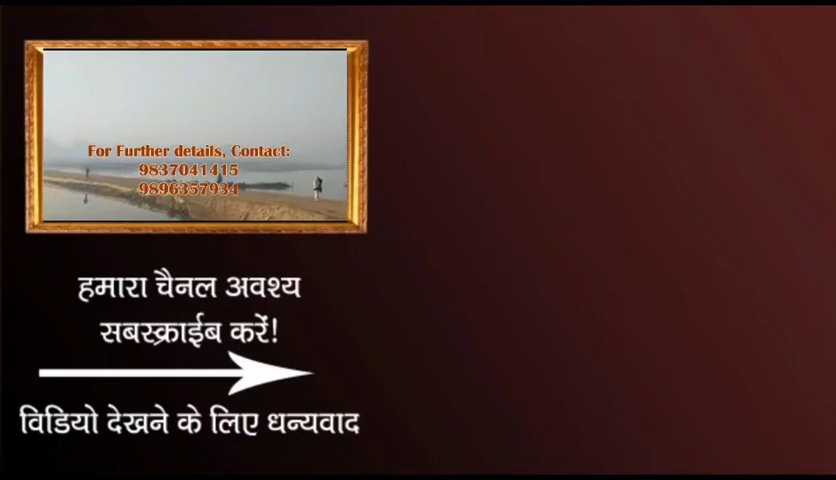 For Further details, Contact:
9837041415
9896357934
हमारा चैनल अवश्य
सबस्क्राईब करें!
विडियो देखने के लिए धन्यवाद